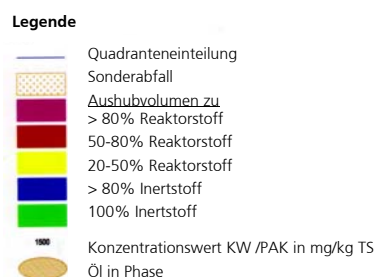 Legende
Quadranteneinteilung
Sonderabfall
Aushubvolumen zu
> 80% Reaktorstoff
50-80% Reaktorstoff
20-50% Reaktorstoff
> 80% Inertstoff
100% Inertstoff
1500 Konzentrationswert KW /PAK in mg/kg TS
Öl in Phase